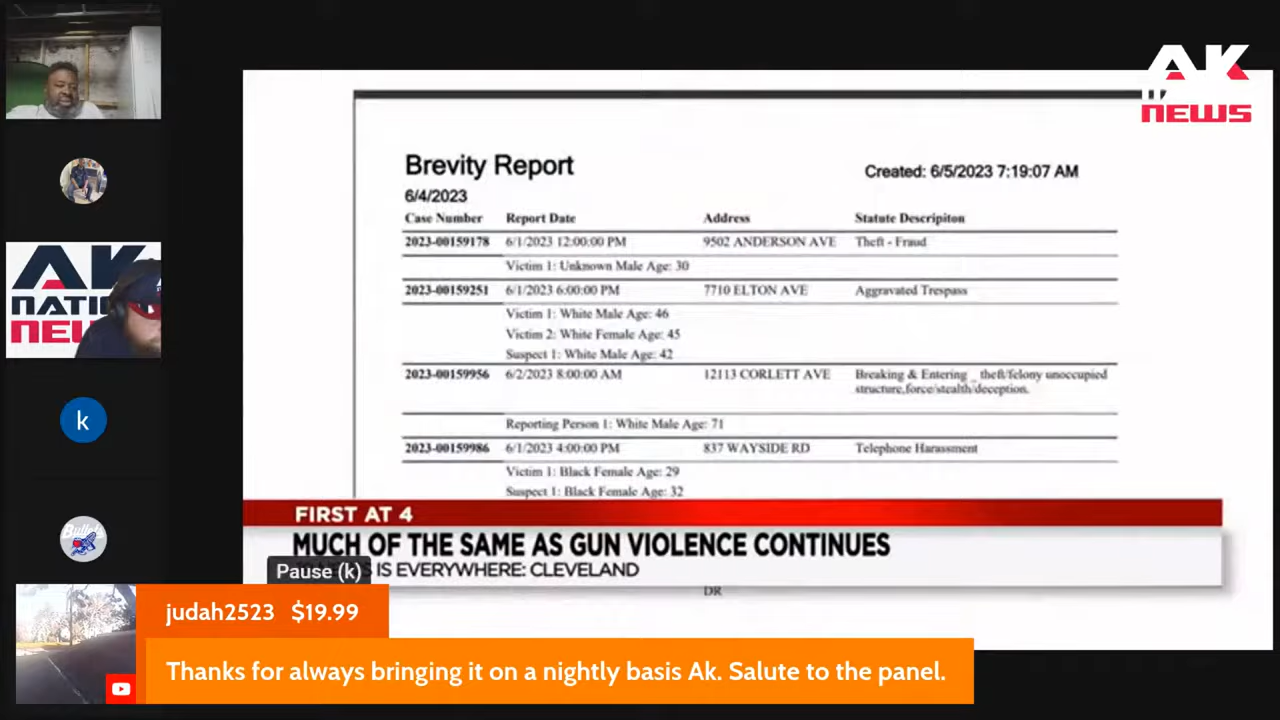 AK
NEWS
Brevity Report
Created: 6/5/2023 7:19:07 AM
6/4/2023
Case Number Report Date Address Statute Descripiton
2023-00159178 6/1/2023 12:00:00 PM 9502 ANDERSON AVE Theft - Fraud
Victim 1: Unknown Male Age: 30
2023-00159251 6/1/2023 6:00:00 PM 7710 ELTON AVE Aggravated Trespass
Victim 1: White Male Age: 46
Victim 2: White Female Age: 45
Suspect 1: White Male Age: 42
2023-00159956 6/2/2023 8:00:00 AM 12113 CORLETT AVE Breaking & Entering _ theft/felony unoccupied
structure,force/stealth/deception.
Reporting Person 1: White Male Age: 71
2023-00159986 6/1/2023 4:00:00 PM 837 WAYSIDE RD Telephone Harassment
Victim 1: Black Female Age: 29
Suspect 1: Black Female Age: 32
AK
NATIO
NEW
k
Bullets
FIRST AT 4
MUCH OF THE SAME AS GUN VIOLENCE CONTINUES
IS EVERYWHERE: CLEVELAND
Pause (k)
DR
judah2523 $19.99
Thanks for always bringing it on a nightly basis Ak. Salute to the panel.